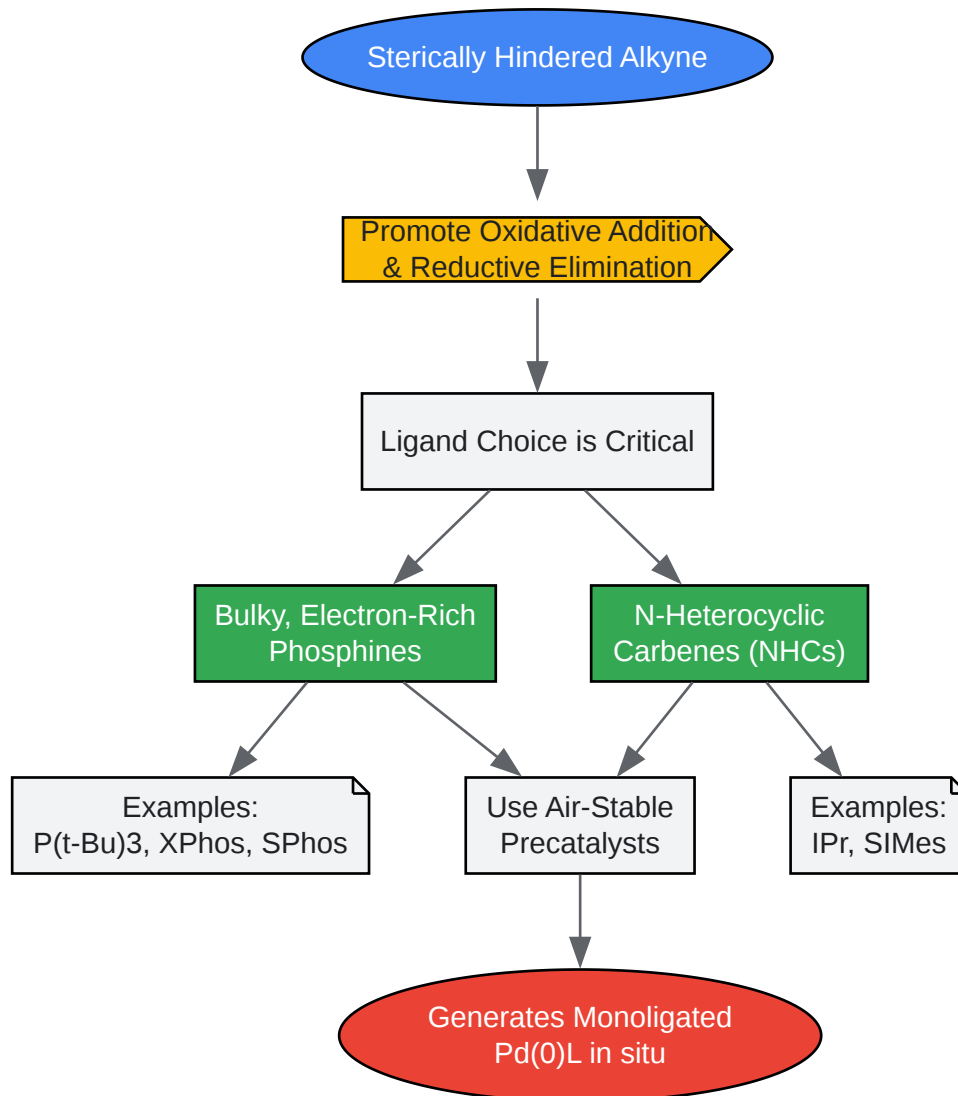 Sterically Hindered Alkyne
Promote Oxidative Addition
& Reductive Elimination
Ligand Choice is Critical
Bulky, Electron-Rich
Phosphines
N-Heterocyclic
Carbenes (NHCs)
Examples:
P(t-Bu)3, XPhos, SPhos
Use Air-Stable
Precatalysts
Examples:
IPr, SIMes
Generates Monoligated
Pd(0)L in situ